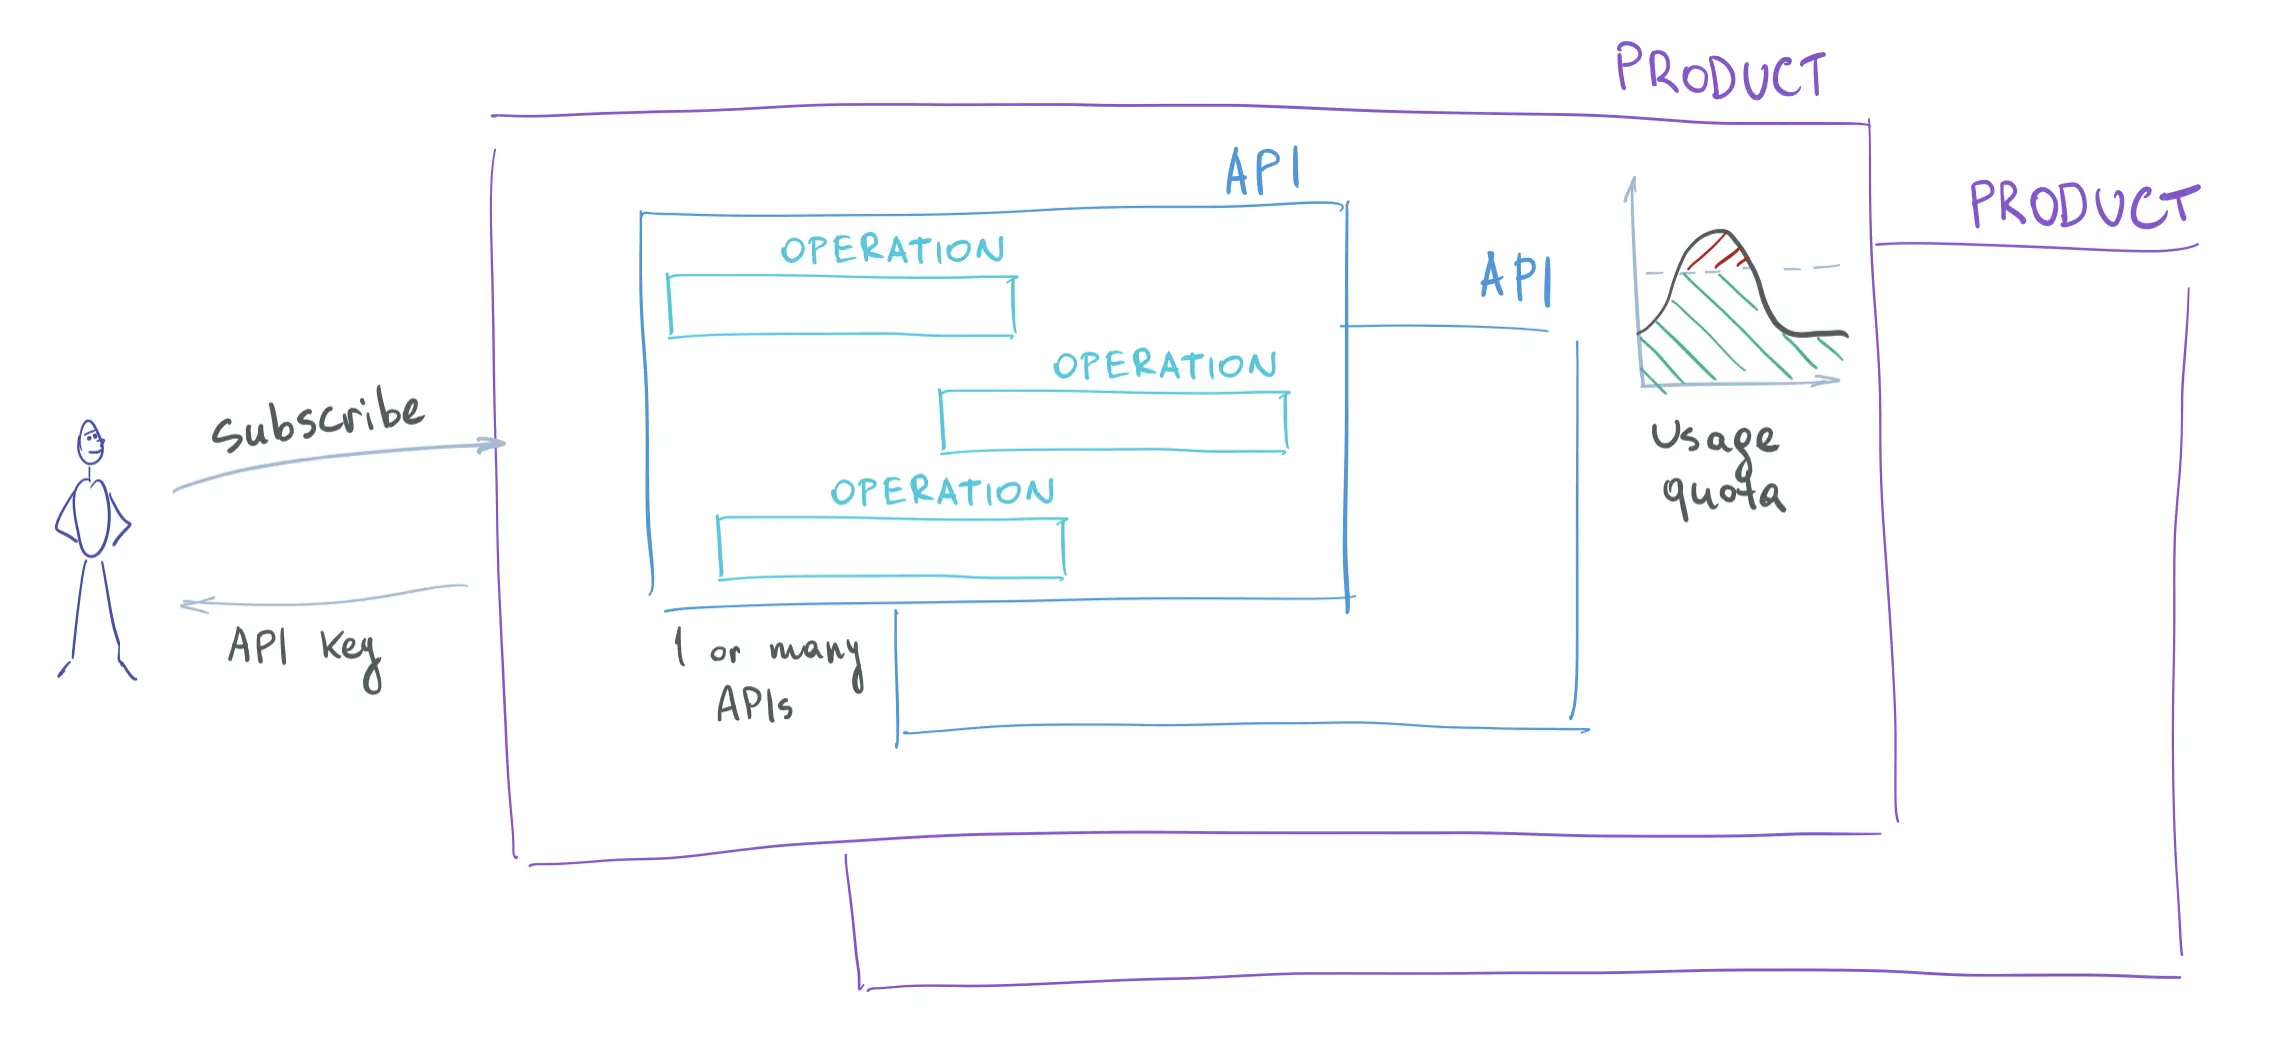 PRODUCT
PRODUCT
API
API
OPERATION
OPERATION
OPERATION
Subscribe
API Key
1 or many
APIs
Usage
quota